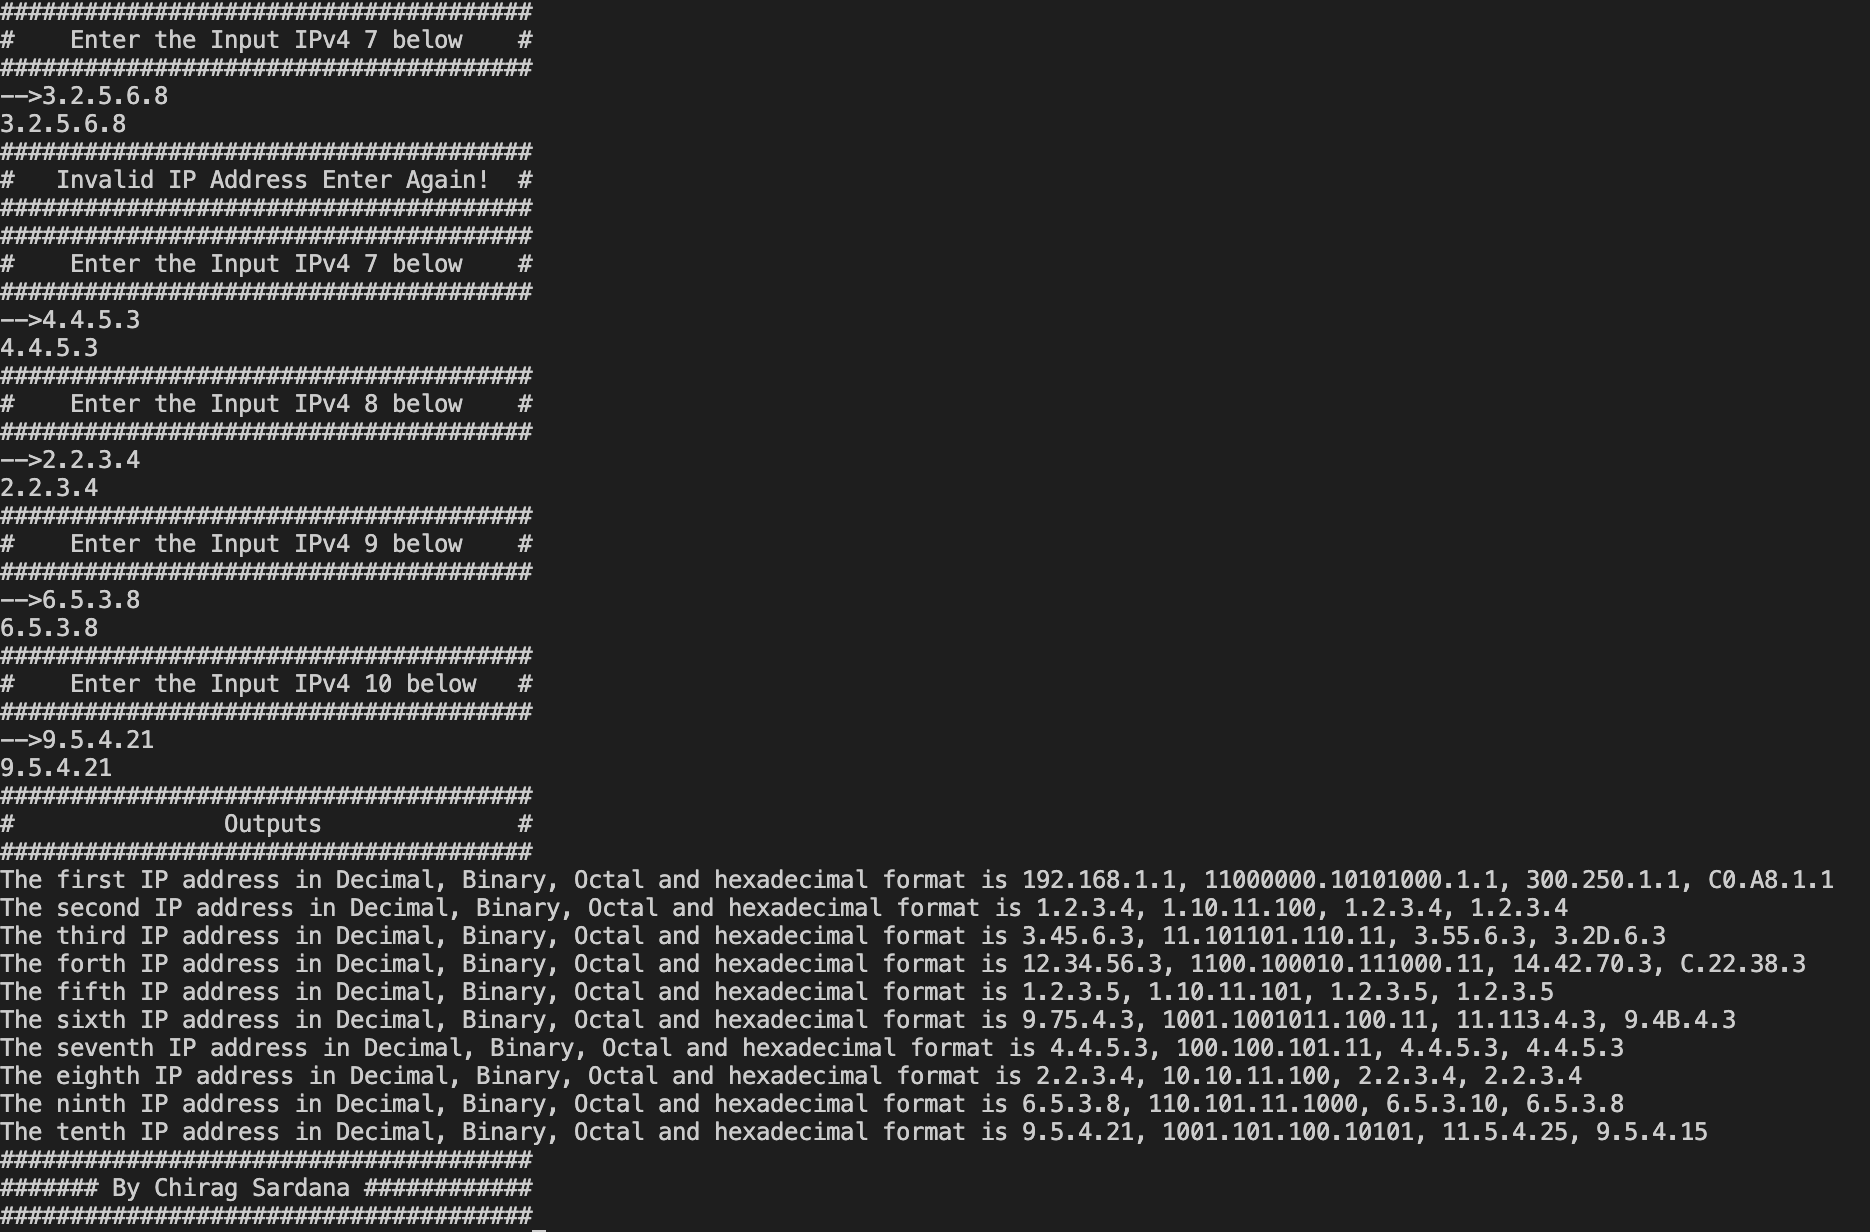 ######################################
#    Enter the Input IPv4 7 below    #
######################################
-->3.2.5.6.8
3.2.5.6.8
######################################
#   Invalid IP Address Enter Again!  #
######################################
######################################
#    Enter the Input IPv4 7 below    #
######################################
-->4.4.5.3
4.4.5.3
######################################
#    Enter the Input IPv4 8 below    #
######################################
-->2.2.3.4
2.2.3.4
######################################
#    Enter the Input IPv4 9 below    #
######################################
-->6.5.3.8
6.5.3.8
######################################
#    Enter the Input IPv4 10 below   #
######################################
-->9.5.4.21
9.5.4.21
######################################
#               Outputs              #
######################################
The first IP address in Decimal, Binary, Octal and hexadecimal format is 192.168.1.1, 11000000.10101000.1.1, 300.250.1.1, C0.A8.1.1
The second IP address in Decimal, Binary, Octal and hexadecimal format is 1.2.3.4, 1.10.11.100, 1.2.3.4, 1.2.3.4
The third IP address in Decimal, Binary, Octal and hexadecimal format is 3.45.6.3, 11.101101.110.11, 3.55.6.3, 3.2D.6.3
The forth IP address in Decimal, Binary, Octal and hexadecimal format is 12.34.56.3, 1100.100010.111000.11, 14.42.70.3, C.22.38.3
The fifth IP address in Decimal, Binary, Octal and hexadecimal format is 1.2.3.5, 1.10.11.101, 1.2.3.5, 1.2.3.5
The sixth IP address in Decimal, Binary, Octal and hexadecimal format is 9.75.4.3, 1001.1001011.100.11, 11.113.4.3, 9.4B.4.3
The seventh IP address in Decimal, Binary, Octal and hexadecimal format is 4.4.5.3, 100.100.101.11, 4.4.5.3, 4.4.5.3
The eighth IP address in Decimal, Binary, Octal and hexadecimal format is 2.2.3.4, 10.10.11.100, 2.2.3.4, 2.2.3.4
The ninth IP address in Decimal, Binary, Octal and hexadecimal format is 6.5.3.8, 110.101.11.1000, 6.5.3.10, 6.5.3.8
The tenth IP address in Decimal, Binary, Octal and hexadecimal format is 9.5.4.21, 1001.101.100.10101, 11.5.4.25, 9.5.4.15
######################################
####### By Chirag Sardana ############
######################################_